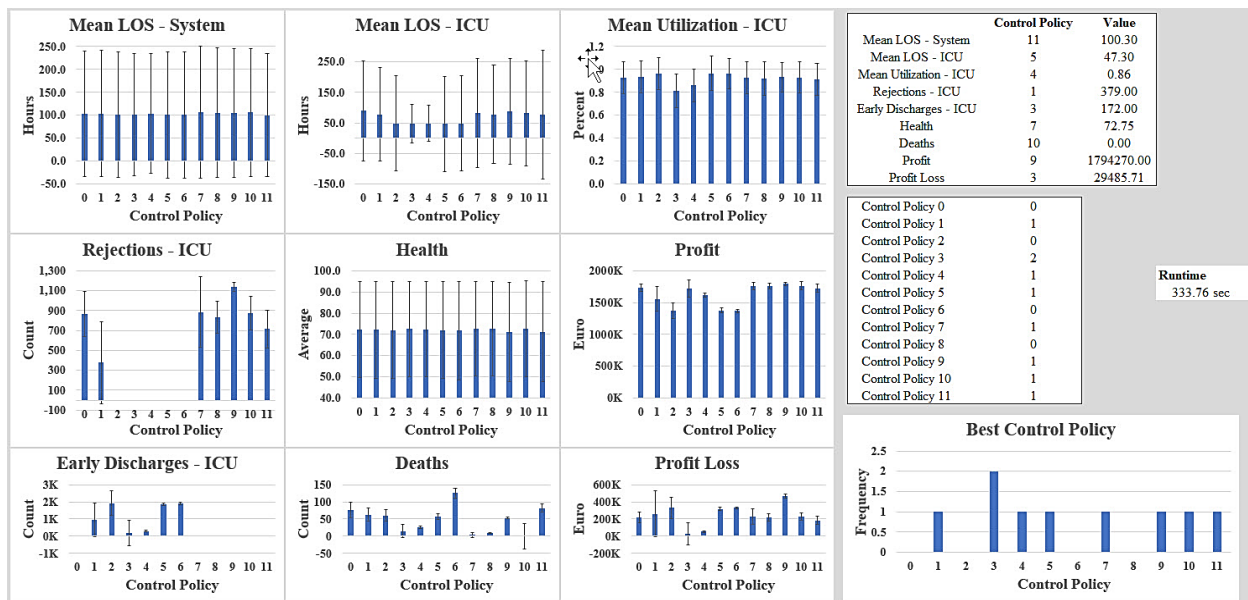 Mean LOS - System
250.0
200.0
150.0
100.0
50.0
0.0
-50.0
Hours
0 1 2 3 4 5 6 7 8 9 10 11
Control Policy
Mean LOS - ICU
250.0
150.0
50.0
-50.0
-150.0
Hours
0 1 2 3 4 5 6 7 8 9 10 11
Control Policy
Mean Utilization - ICU
1.2
0.8
0.6
0.4
0.2
0.0
Percent
0 1 2 3 4 5 6 7 8 9 10 11
Control Policy
Control Policy Value
Mean LOS - System 11 100.30
Mean LOS - ICU 5 47.30
Mean Utilization - ICU 4 0.86
Rejections - ICU 1 379.00
Early Discharges - ICU 3 172.00
Health 7 72.75
Deaths 10 0.00
Profit 9 1794270.00
Profit Loss 3 29485.71
Control Policy 0 0
Control Policy 1 1
Control Policy 2 0
Control Policy 3 2
Control Policy 4 1
Control Policy 5 1
Control Policy 6 0
Control Policy 7 1
Control Policy 8 0
Control Policy 9 1
Control Policy 10 1
Control Policy 11 1
Runtime
333.76 sec
Rejections - ICU
1,300
1,100
900
700
500
300
100
-100
Count
0 1 2 3 4 5 6 7 8 9 10 11
Control Policy
Health
100.0
90.0
80.0
70.0
60.0
50.0
40.0
Average
0 1 2 3 4 5 6 7 8 9 10 11
Control Policy
Profit
2000K
1500K
1000K
500K
0K
Euro
0 1 2 3 4 5 6 7 8 9 10 11
Control Policy
Early Discharges - ICU
3K
2K
1K
0K
-1K
Count
0 1 2 3 4 5 6 7 8 9 10 11
Control Policy
Deaths
150
100
50
0
-50
Count
0 1 2 3 4 5 6 7 8 9 10 11
Control Policy
Profit Loss
600K
400K
200K
0K
-200K
Euro
0 1 2 3 4 5 6 7 8 9 10 11
Control Policy
Best Control Policy
2.5
2
1.5
1
0.5
0
Frequency
0 1 2 3 4 5 6 7 8 9 10 11
Control Policy